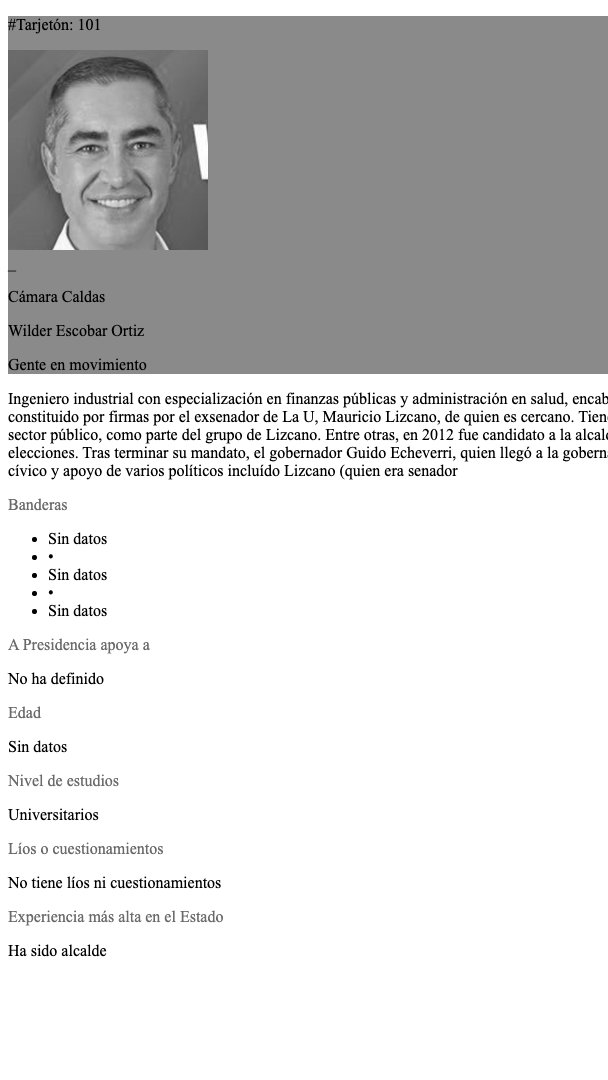 #Tarjetón: 101
_
Cámara Caldas
Wilder Escobar Ortiz
Gente en movimiento
Ingeniero industrial con especialización en finanzas públicas y administración en salud, encab
constituido por firmas por el exsenador de La U, Mauricio Lizcano, de quien es cercano. Tien
sector público, como parte del grupo de Lizcano. Entre otras, en 2012 fue candidato a la alcal
elecciones. Tras terminar su mandato, el gobernador Guido Echeverri, quien llegó a la gobern
cívico y apoyo de varios políticos incluído Lizcano (quien era senador
Banderas
• Sin datos
• •
• Sin datos
• •
• Sin datos
A Presidencia apoya a
No ha definido
Edad
Sin datos
Nivel de estudios
Universitarios
Líos o cuestionamientos
No tiene líos ni cuestionamientos
Experiencia más alta en el Estado
Ha sido alcalde